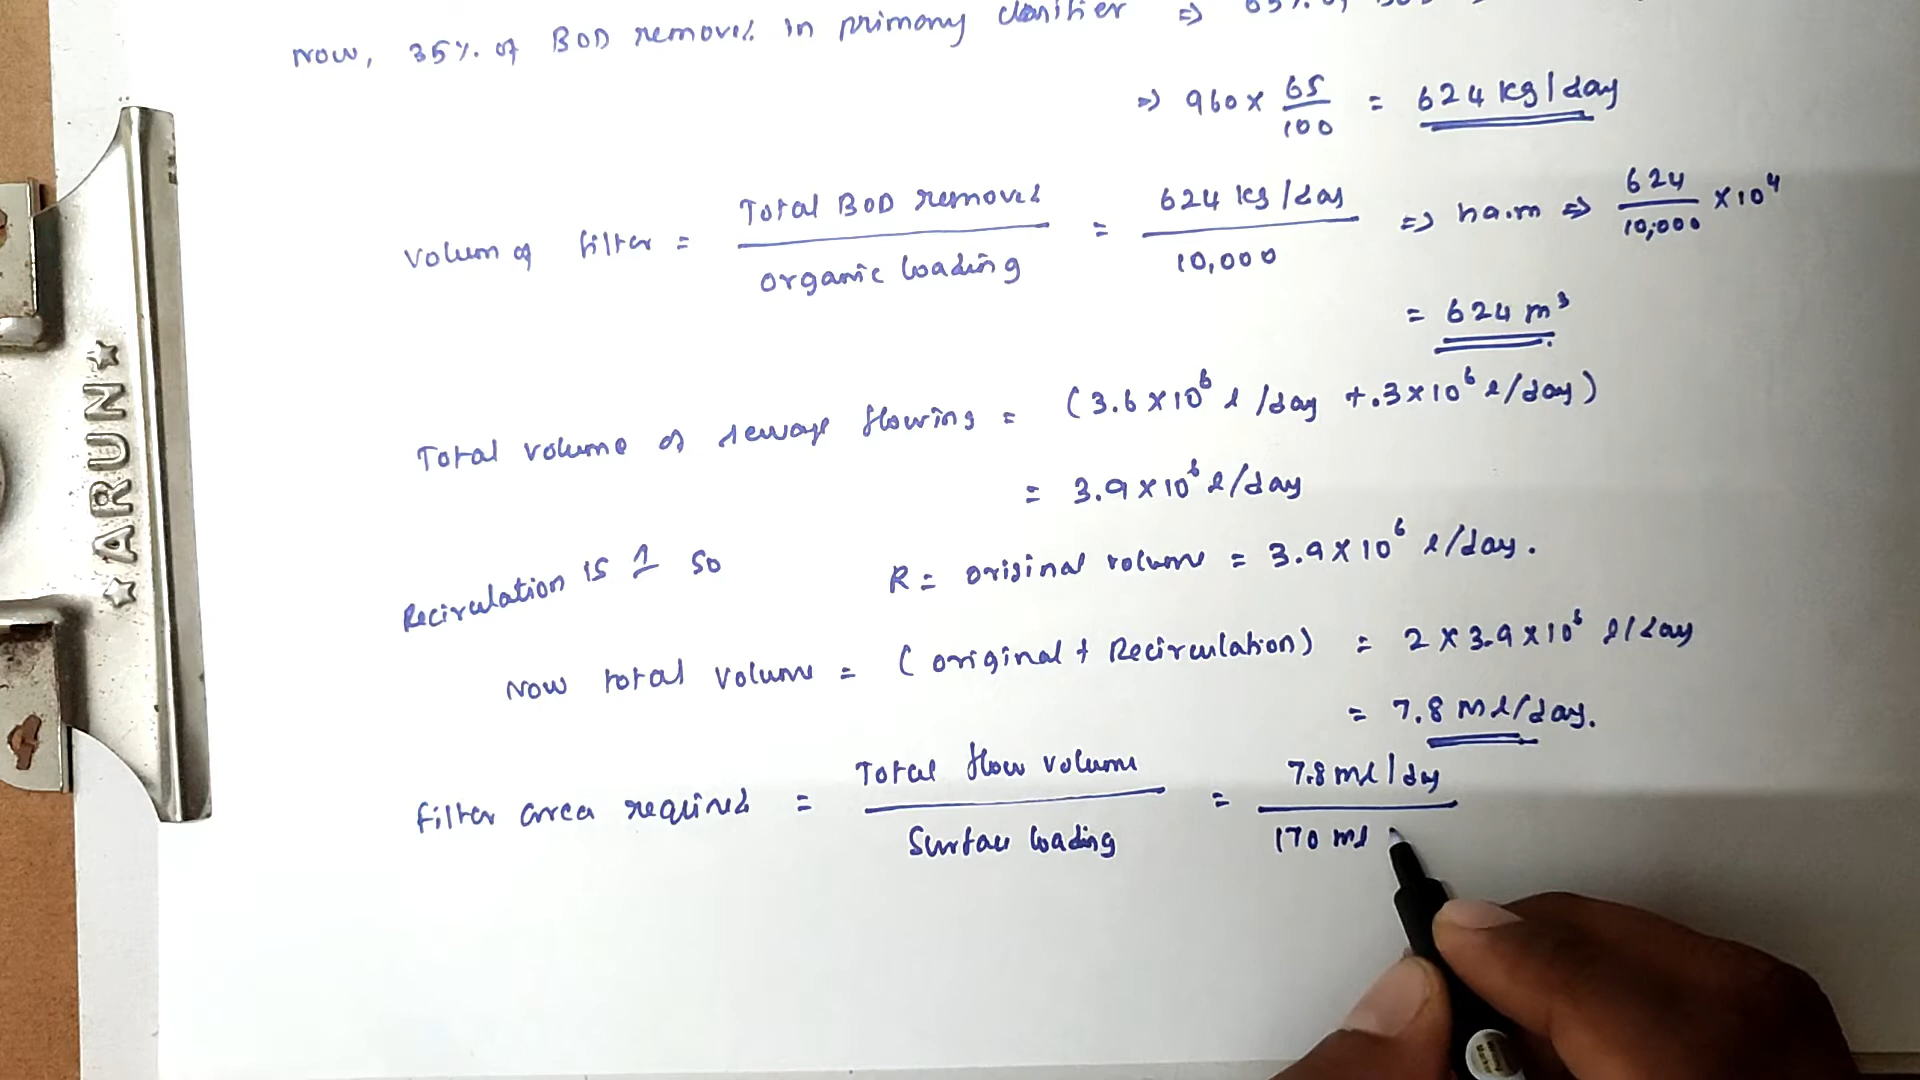 Now, 35% of BOD removed in primary clarifier ⇒ 65% of
⇒ 960 × 65/100 = 624 kg/day
Volum of filter = Total BOD removed / organic loading = 624 kg/day / 10,000 ⇒ ha.m ⇒ 624/10,000 × 10⁴
= 624 m³
Total volume of sewage flowing = (3.6×10⁶ l/day + .3×10⁶ l/day)
= 3.9×10⁶ l/day
Recirculation is 1 so R = original volume = 3.9×10⁶ l/day.
Now total volume = (original + Recirculation) = 2 × 3.9×10⁶ l/day
= 7.8 Ml/day.
Filter area required = Total flow volume / Surface loading = 7.8 ml/day / 170 ml
ARUN